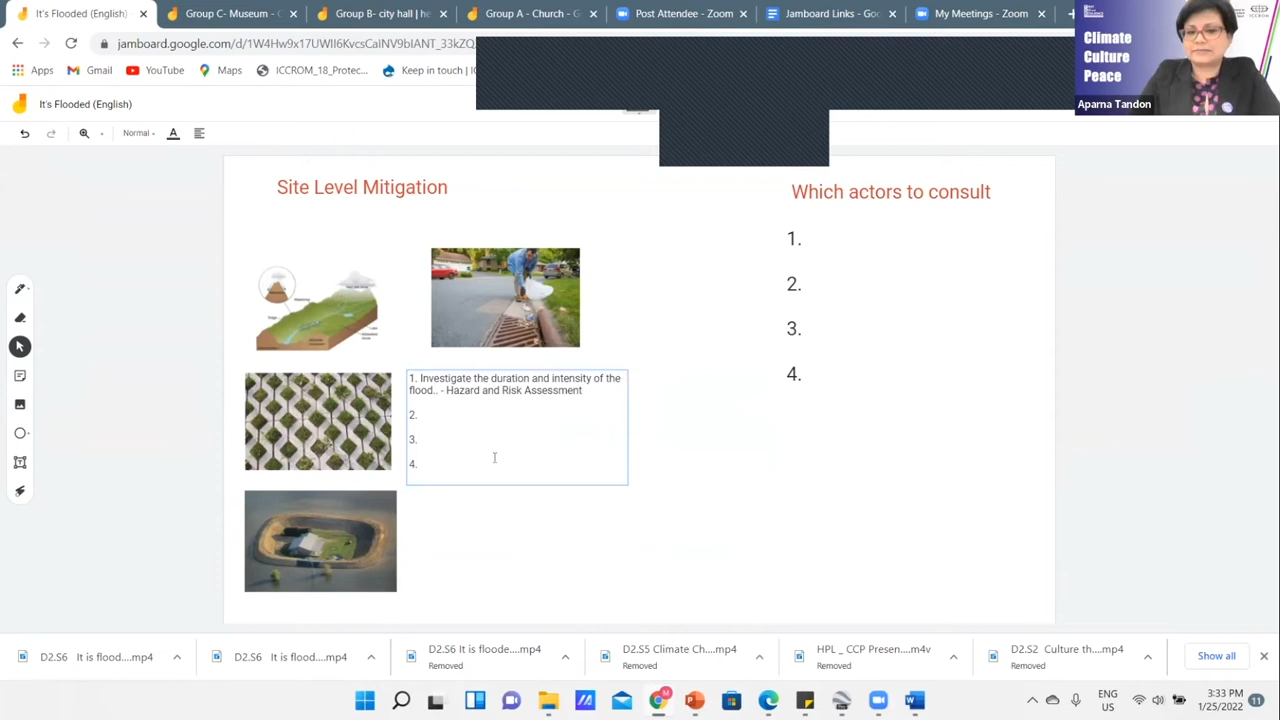 It's Flooded (English) -
Group C- Museum - G
Group B- city hall | he
Group A - Church - G
Post Attendee - Zoom
Jamboard Links - Goo
My Meetings - Zoom
jamboard.google.com/d/
Apps
Gmail
YouTube
Maps
ICCROM_18_Protec...
Keep in touch | IC
Climate
Culture
Peace
Aparna Tandon
It's Flooded (English)
Normal
A
Site Level Mitigation
Which actors to consult
1.
2.
3.
4.
1. Investigate the duration and intensity of the
flood.. - Hazard and Risk Assessment
2.
3.
4.
D2.S6 It is flood....mp4
D2.S6 It is flood....mp4
D2.S6 It is floode....mp4
Removed
D2.S5 Climate Ch....mp4
Removed
HPL _ CCP Presen....m4v
Removed
D2.S2 Culture th....mp4
Removed
Show all
ENG
US
3:33 PM
1/25/2022
11